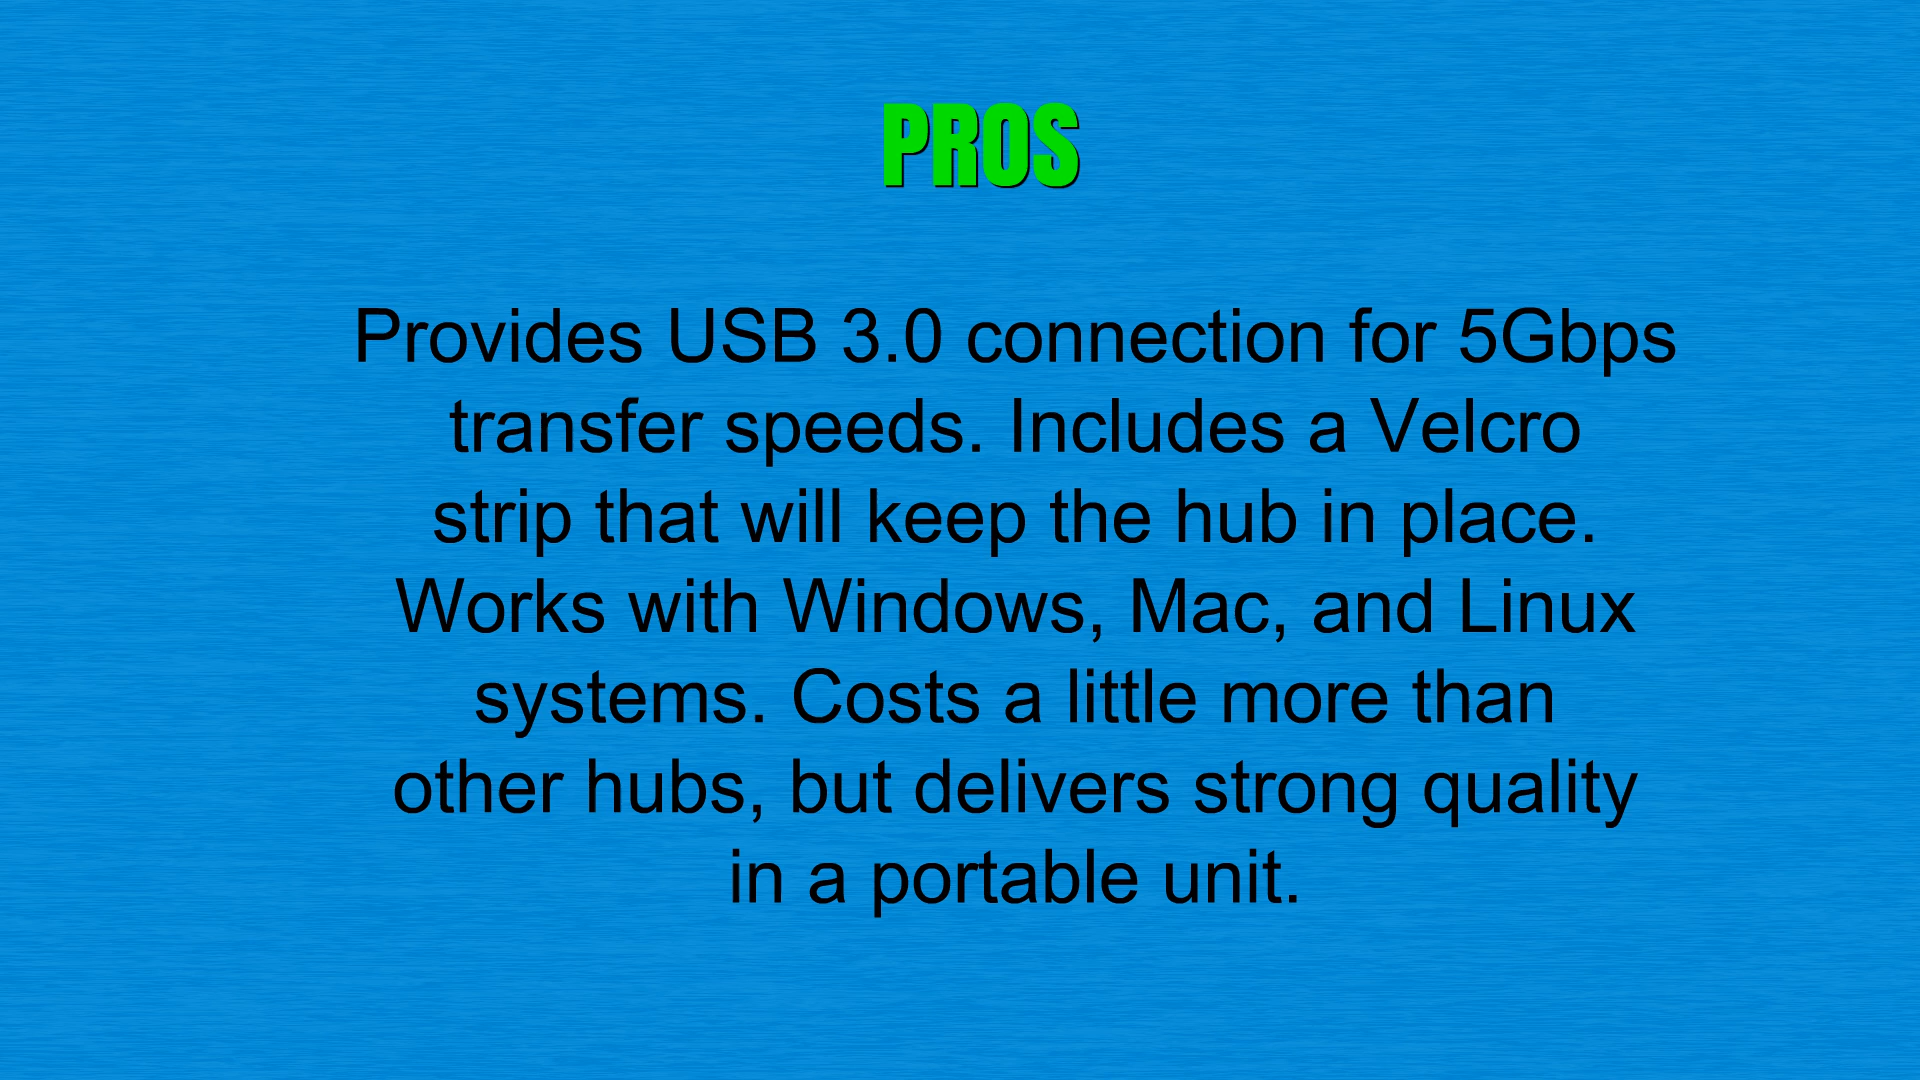 PROS
Provides USB 3.0 connection for 5Gbps
transfer speeds. Includes a Velcro
strip that will keep the hub in place.
Works with Windows, Mac, and Linux
systems. Costs a little more than
other hubs, but delivers strong quality
in a portable unit.